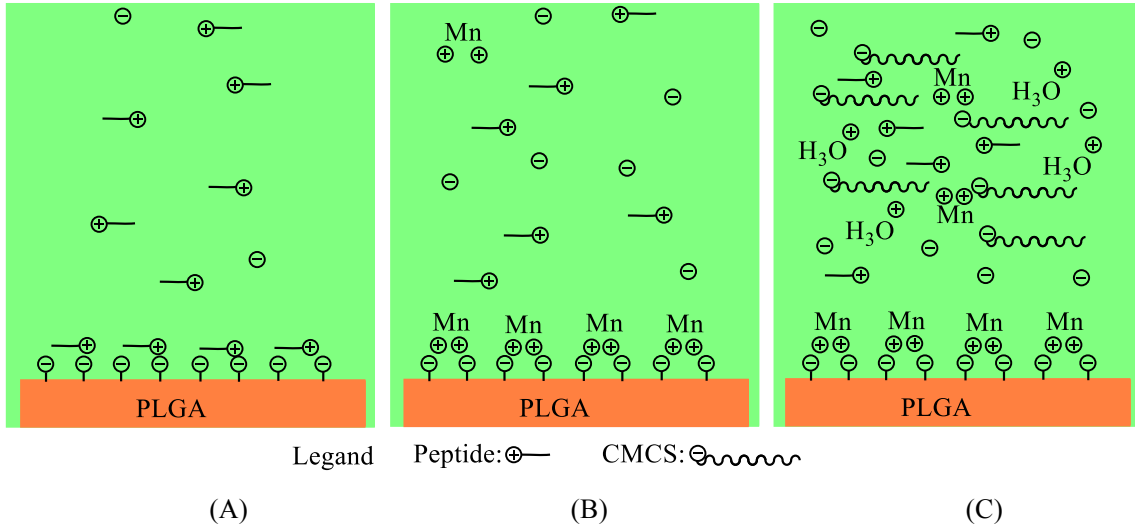 Mn
Mn
H₃O
H₃O
H₃O
Mn
H₃O
Mn Mn Mn Mn
Mn Mn Mn Mn
PLGA PLGA PLGA
Legand Peptide: CMCS:
(A) (B) (C)